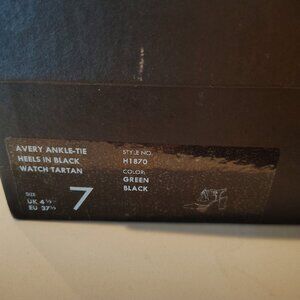 AVERY ANKLE-TIE
HEELS IN BLACK
WATCH TARTAN
SIZE
7
UK 4½
EU 37½
STYLE NO.
H1870
COLOR:
GREEN
BLACK